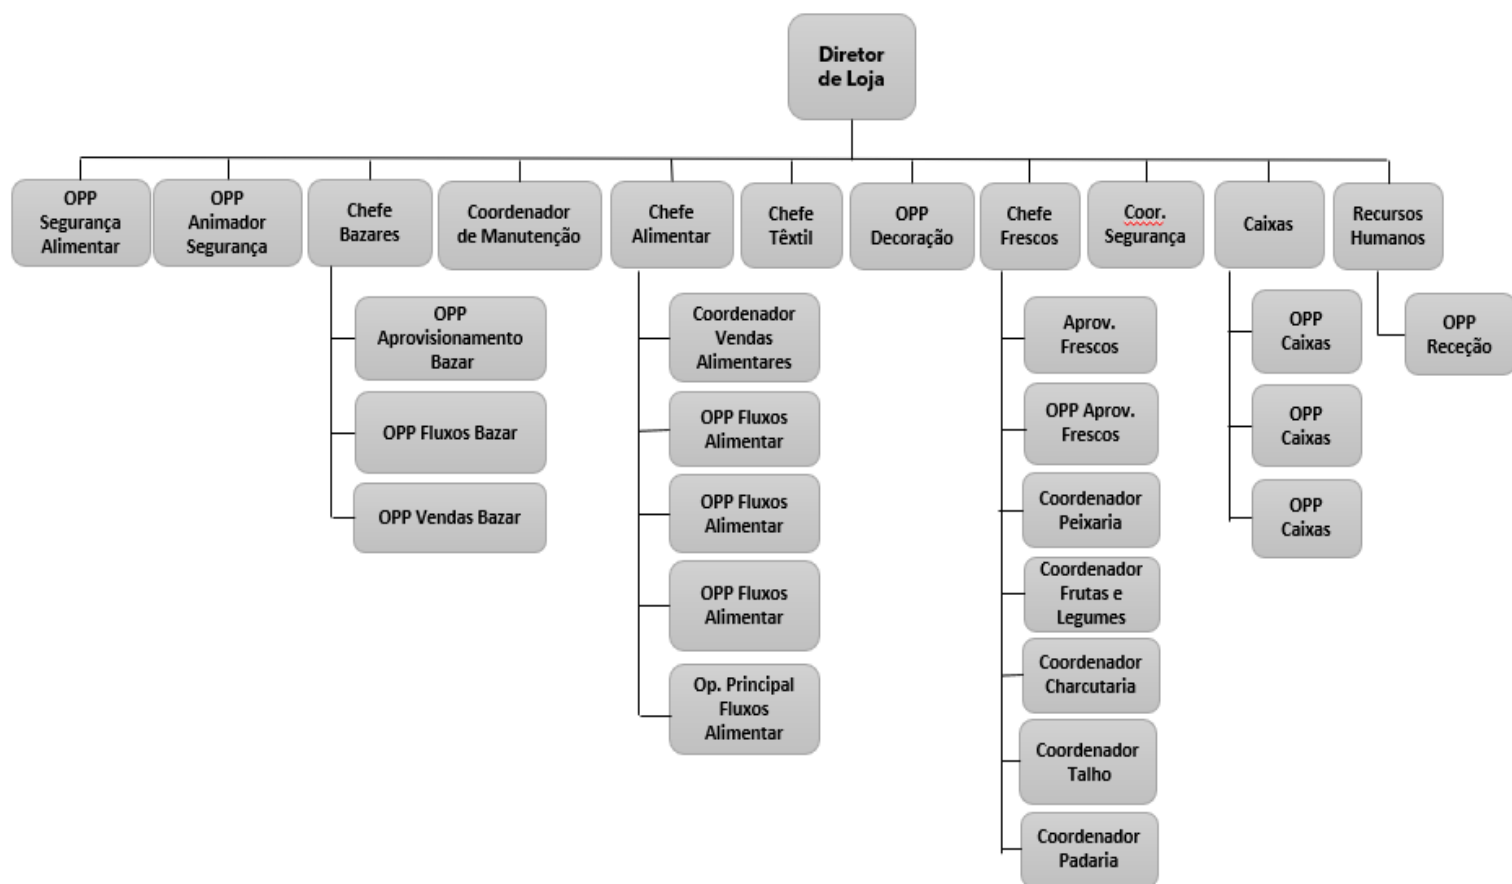 Diretor
de Loja
OPP
Segurança
Alimentar
OPP
Animador
Segurança
Chefe
Bazares
Coordenador
de Manutenção
Chefe
Alimentar
Chefe
Têxtil
OPP
Decoração
Chefe
Frescos
Coor.
Segurança
Caixas
Recursos
Humanos
OPP
Aprovisionamento
Bazar
OPP Fluxos Bazar
OPP Vendas Bazar
Coordenador
Vendas
Alimentares
OPP Fluxos
Alimentar
OPP Fluxos
Alimentar
OPP Fluxos
Alimentar
Op. Principal
Fluxos
Alimentar
Aprov.
Frescos
OPP Aprov.
Frescos
Coordenador
Peixaria
Coordenador
Frutas e
Legumes
Coordenador
Charcutaria
Coordenador
Talho
Coordenador
Padaria
OPP
Caixas
OPP
Caixas
OPP
Caixas
OPP
Receção